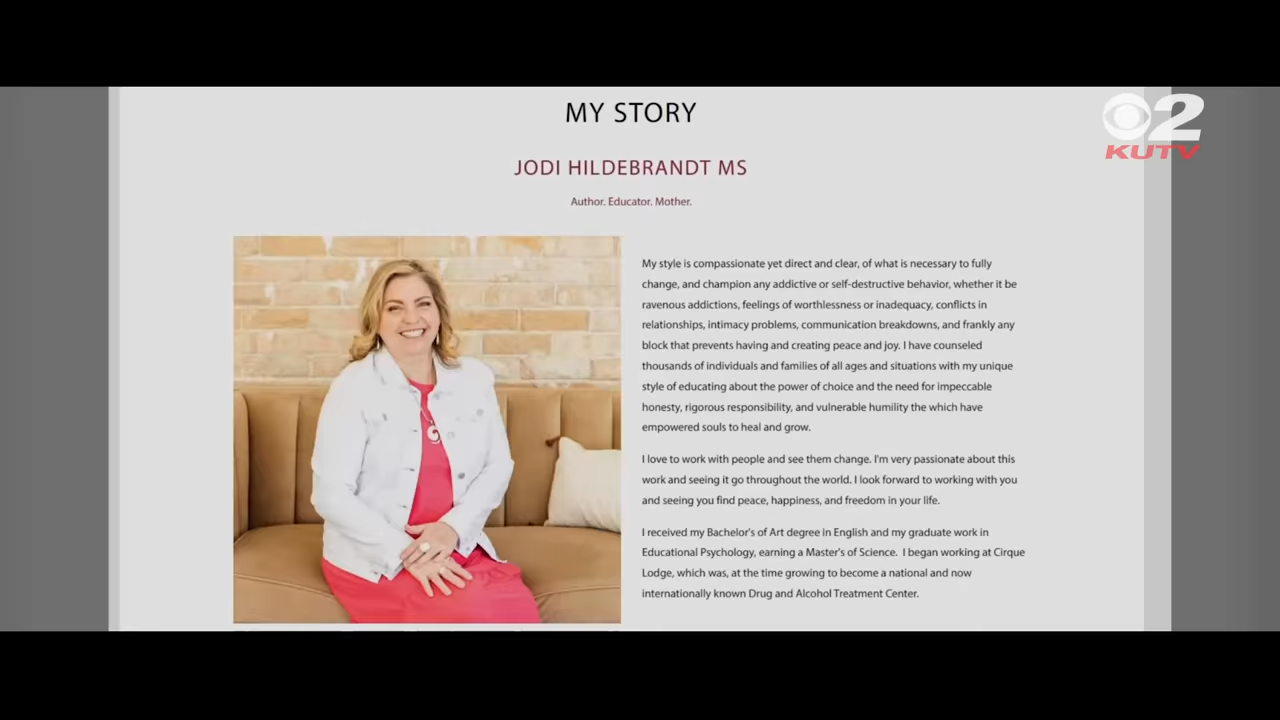 2
KUTV
MY STORY
JODI HILDEBRANDT MS
Author. Educator. Mother.
My style is compassionate yet direct and clear, of what is necessary to fully
change, and champion any addictive or self-destructive behavior, whether it be
ravenous addictions, feelings of worthlessness or inadequacy, conflicts in
relationships, intimacy problems, communication breakdowns, and frankly any
block that prevents having and creating peace and joy. I have counseled
thousands of individuals and families of all ages and situations with my unique
style of educating about the power of choice and the need for impeccable
honesty, rigorous responsibility, and vulnerable humility the which have
empowered souls to heal and grow.
I love to work with people and see them change. I'm very passionate about this
work and seeing it go throughout the world. I look forward to working with you
and seeing you find peace, happiness, and freedom in your life.
I received my Bachelor's of Art degree in English and my graduate work in
Educational Psychology, earning a Master's of Science. I began working at Cirque
Lodge, which was, at the time growing to become a national and now
internationally known Drug and Alcohol Treatment Center.